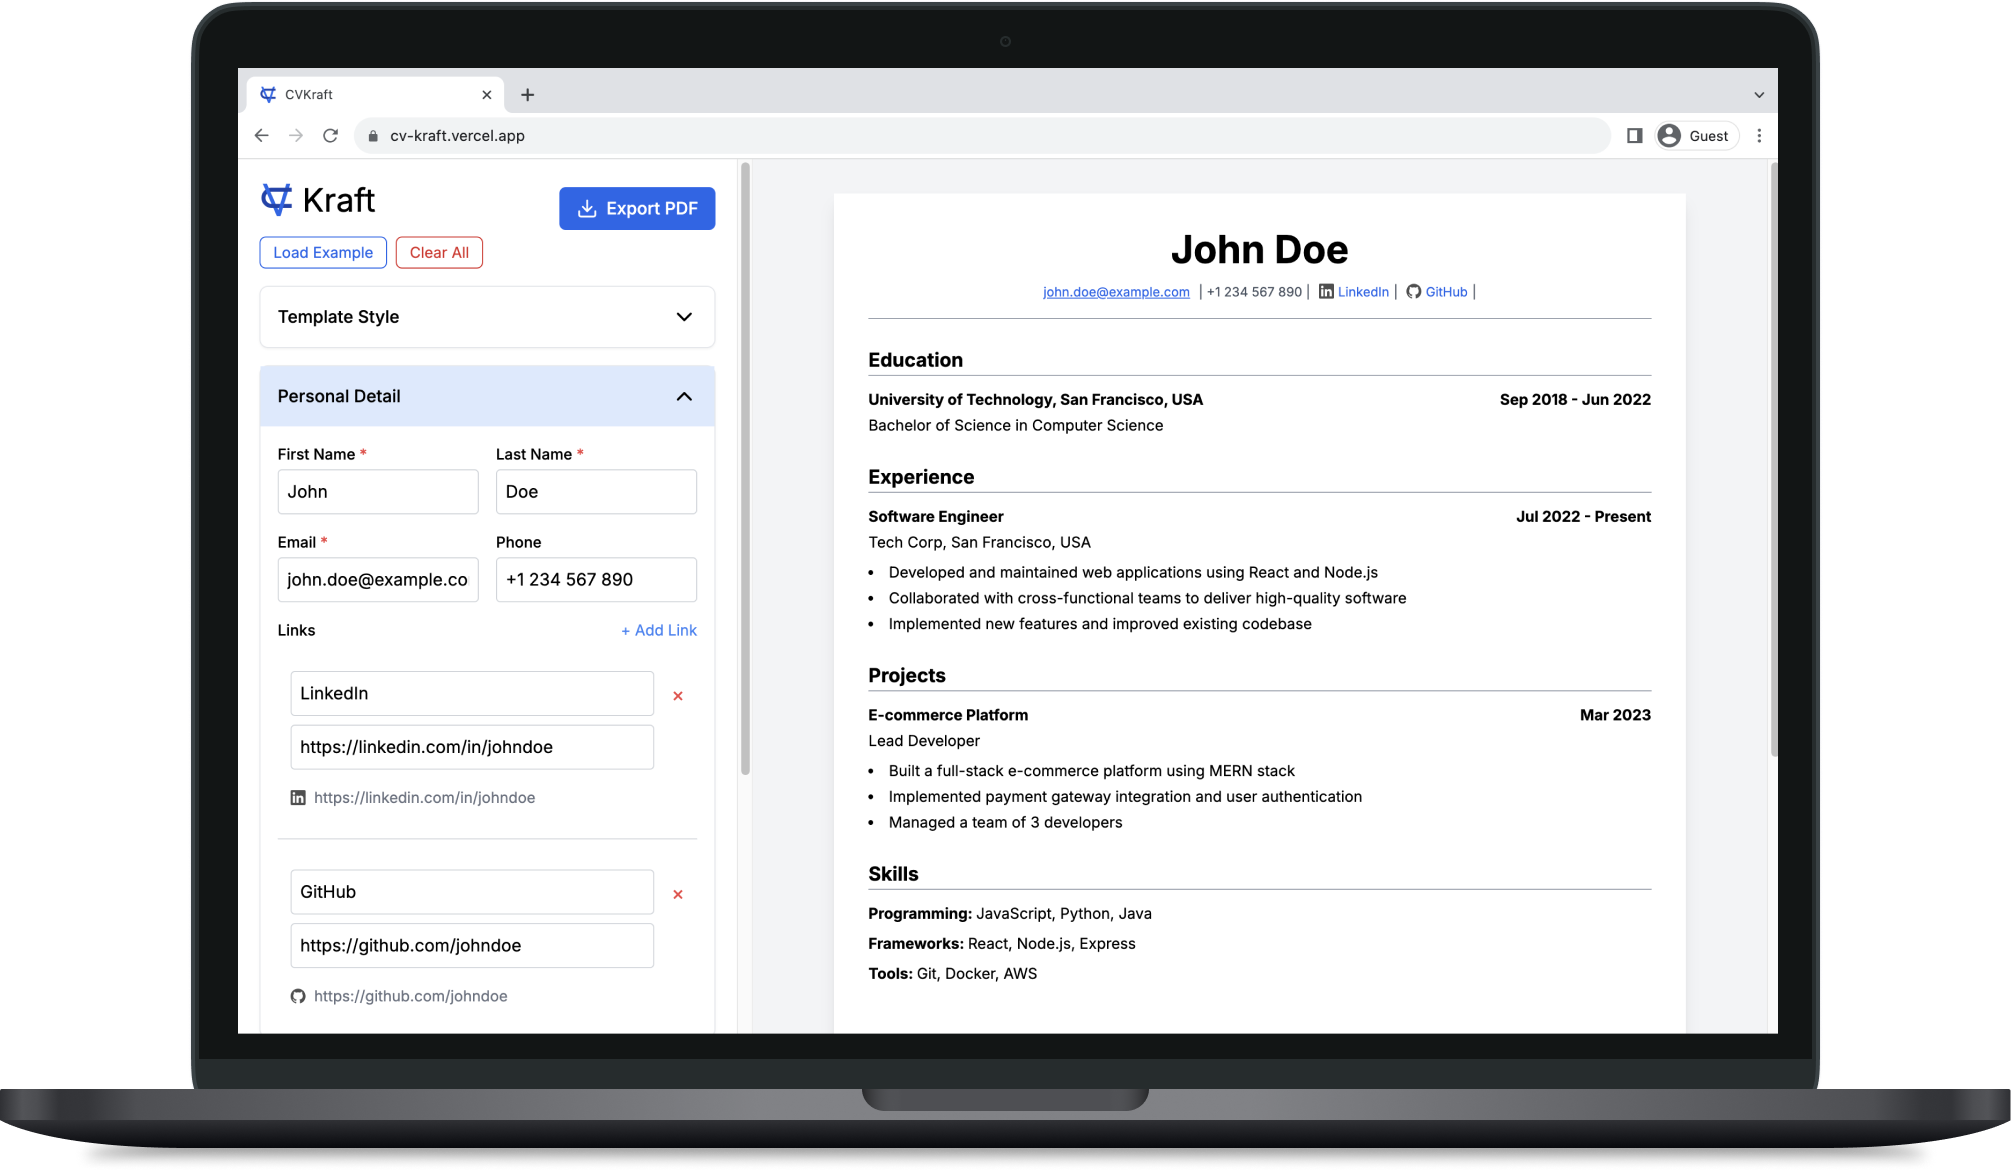 CVKraft
cv-kraft.vercel.app
Guest
CV Kraft
Export PDF
Load Example
Clear All
Template Style
Personal Detail
First Name *
Last Name *
John
Doe
Email *
Phone
john.doe@example.co
+1 234 567 890
Links
+ Add Link
LinkedIn
https://linkedin.com/in/johndoe
in https://linkedin.com/in/johndoe
GitHub
https://github.com/johndoe
https://github.com/johndoe
John Doe
john.doe@example.com | +1 234 567 890 | in LinkedIn | GitHub |
Education
University of Technology, San Francisco, USA
Sep 2018 - Jun 2022
Bachelor of Science in Computer Science
Experience
Software Engineer
Jul 2022 - Present
Tech Corp, San Francisco, USA
• Developed and maintained web applications using React and Node.js
• Collaborated with cross-functional teams to deliver high-quality software
• Implemented new features and improved existing codebase
Projects
E-commerce Platform
Mar 2023
Lead Developer
• Built a full-stack e-commerce platform using MERN stack
• Implemented payment gateway integration and user authentication
• Managed a team of 3 developers
Skills
Programming: JavaScript, Python, Java
Frameworks: React, Node.js, Express
Tools: Git, Docker, AWS